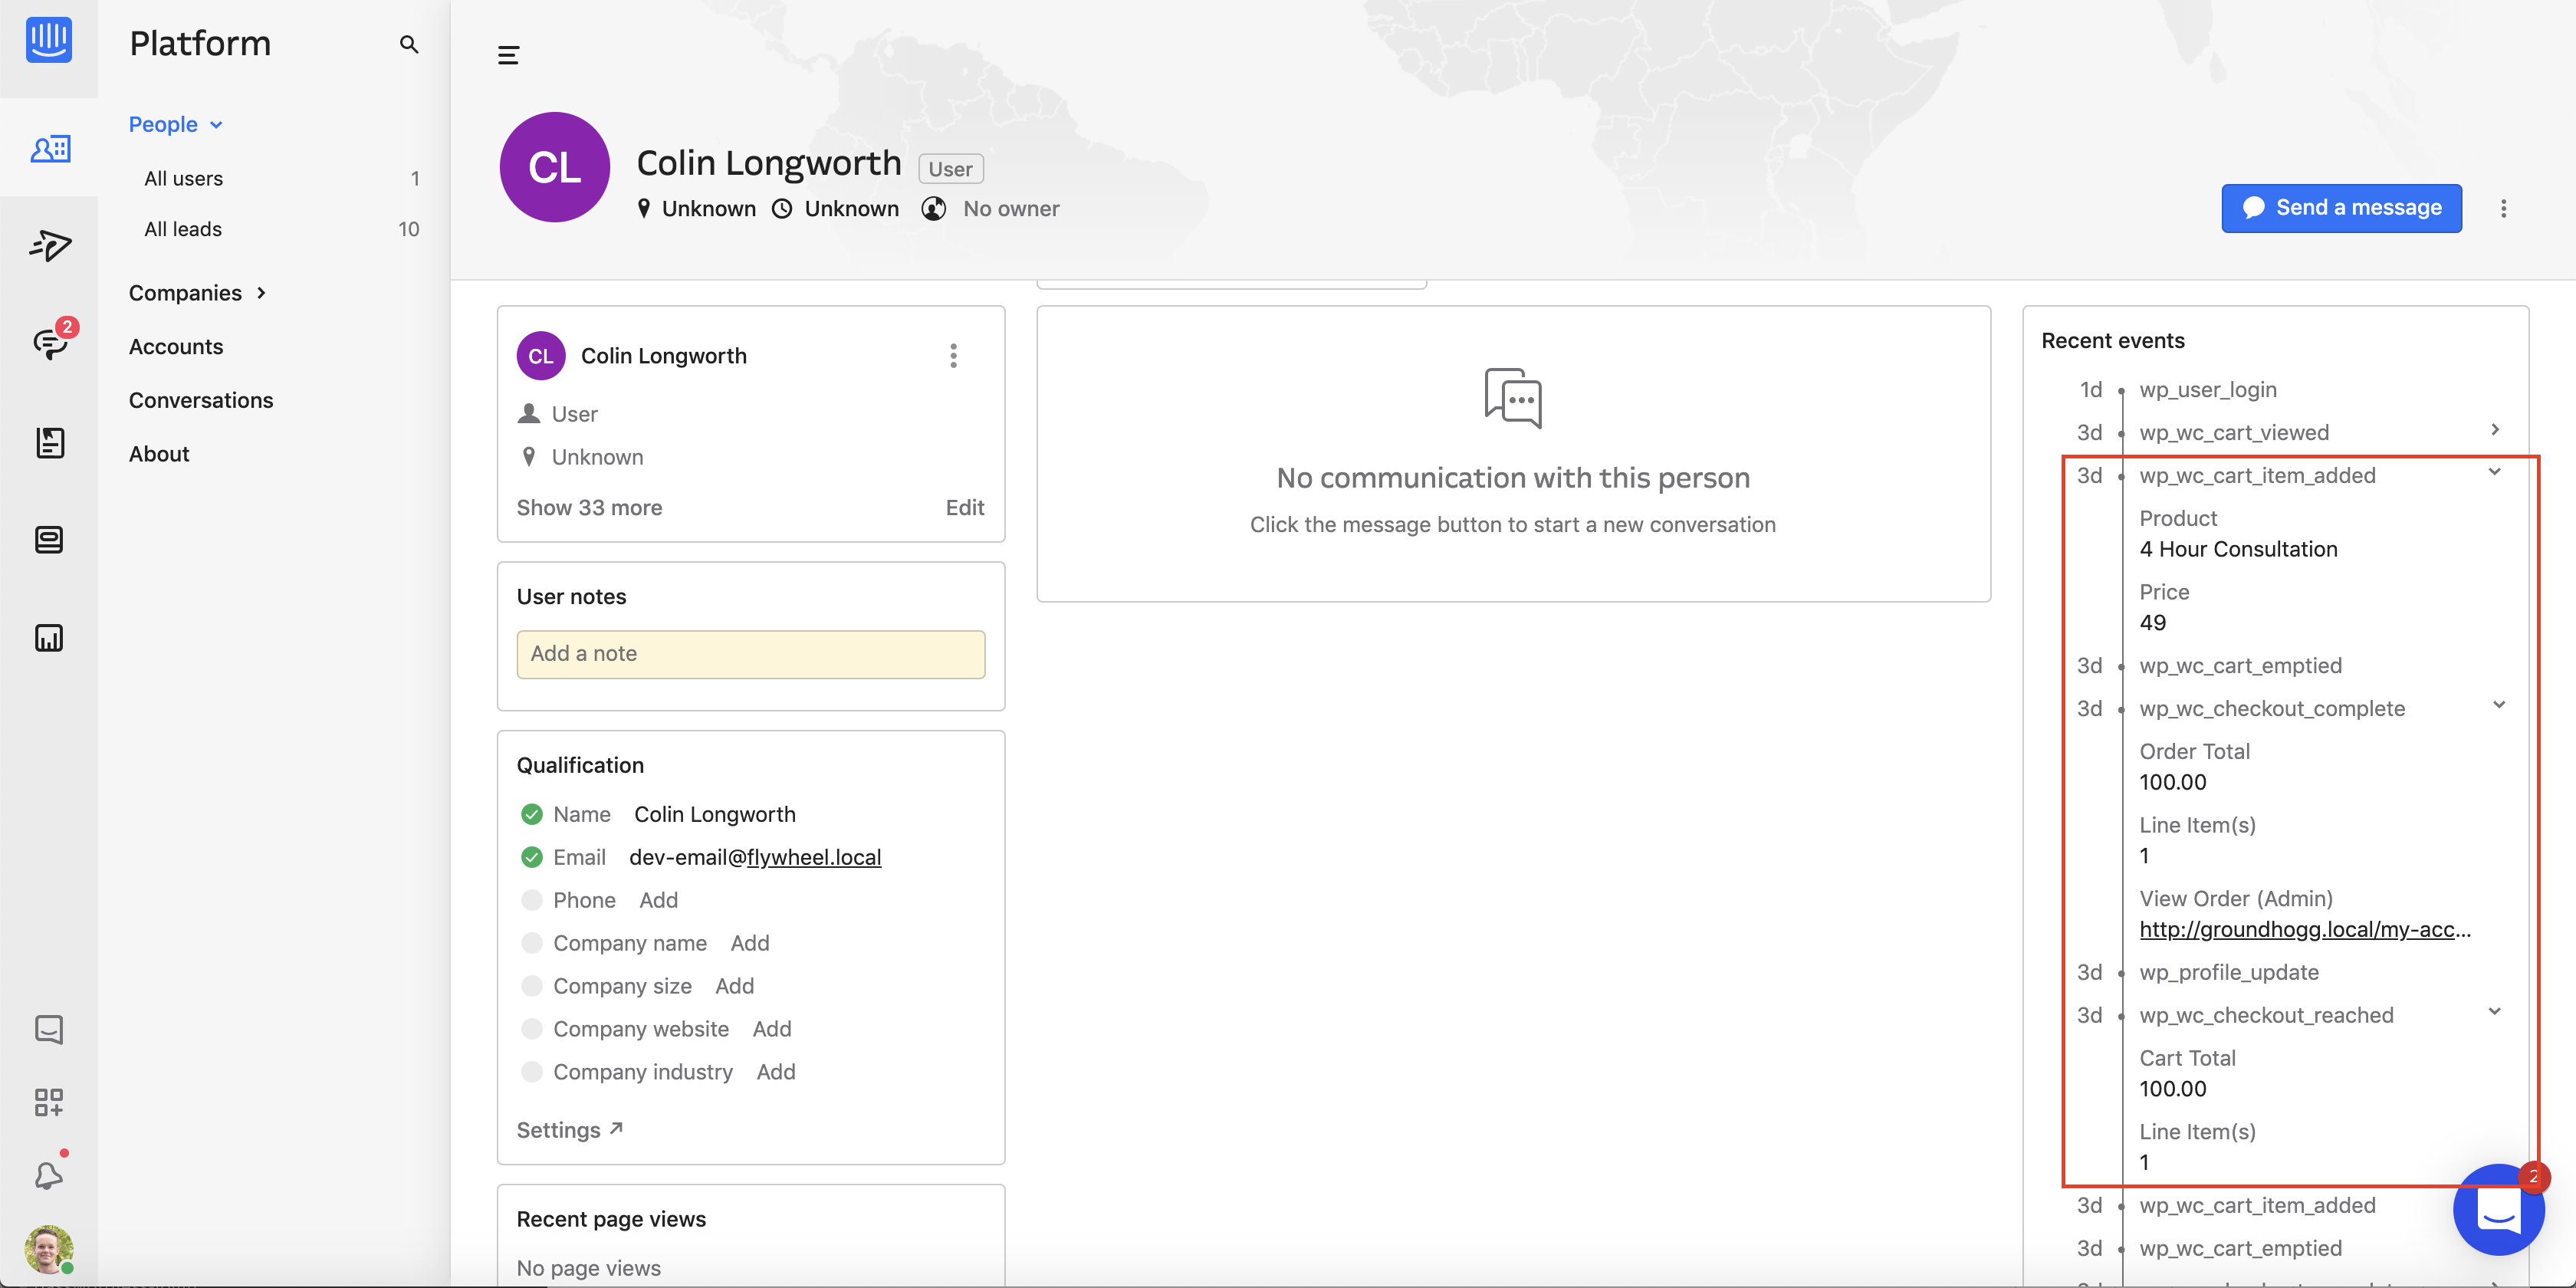 Platform
People
All users 1
All leads 10
Companies
Accounts
Conversations
About
2
CL
Colin Longworth User
Unknown Unknown No owner
Send a message
CL Colin Longworth
User
Unknown
Show 33 more Edit
User notes
Add a note
Qualification
Name Colin Longworth
Email dev-email@flywheel.local
Phone Add
Company name Add
Company size Add
Company website Add
Company industry Add
Settings
Recent page views
No page views
No communication with this person
Click the message button to start a new conversation
Recent events
1d wp_user_login
3d wp_wc_cart_viewed
3d wp_wc_cart_item_added
Product
4 Hour Consultation
Price
49
3d wp_wc_cart_emptied
3d wp_wc_checkout_complete
Order Total
100.00
Line Item(s)
1
View Order (Admin)
http://groundhogg.local/my-acc...
3d wp_profile_update
3d wp_wc_checkout_reached
Cart Total
100.00
Line Item(s)
1
3d wp_wc_cart_item_added
3d wp_wc_cart_emptied
2